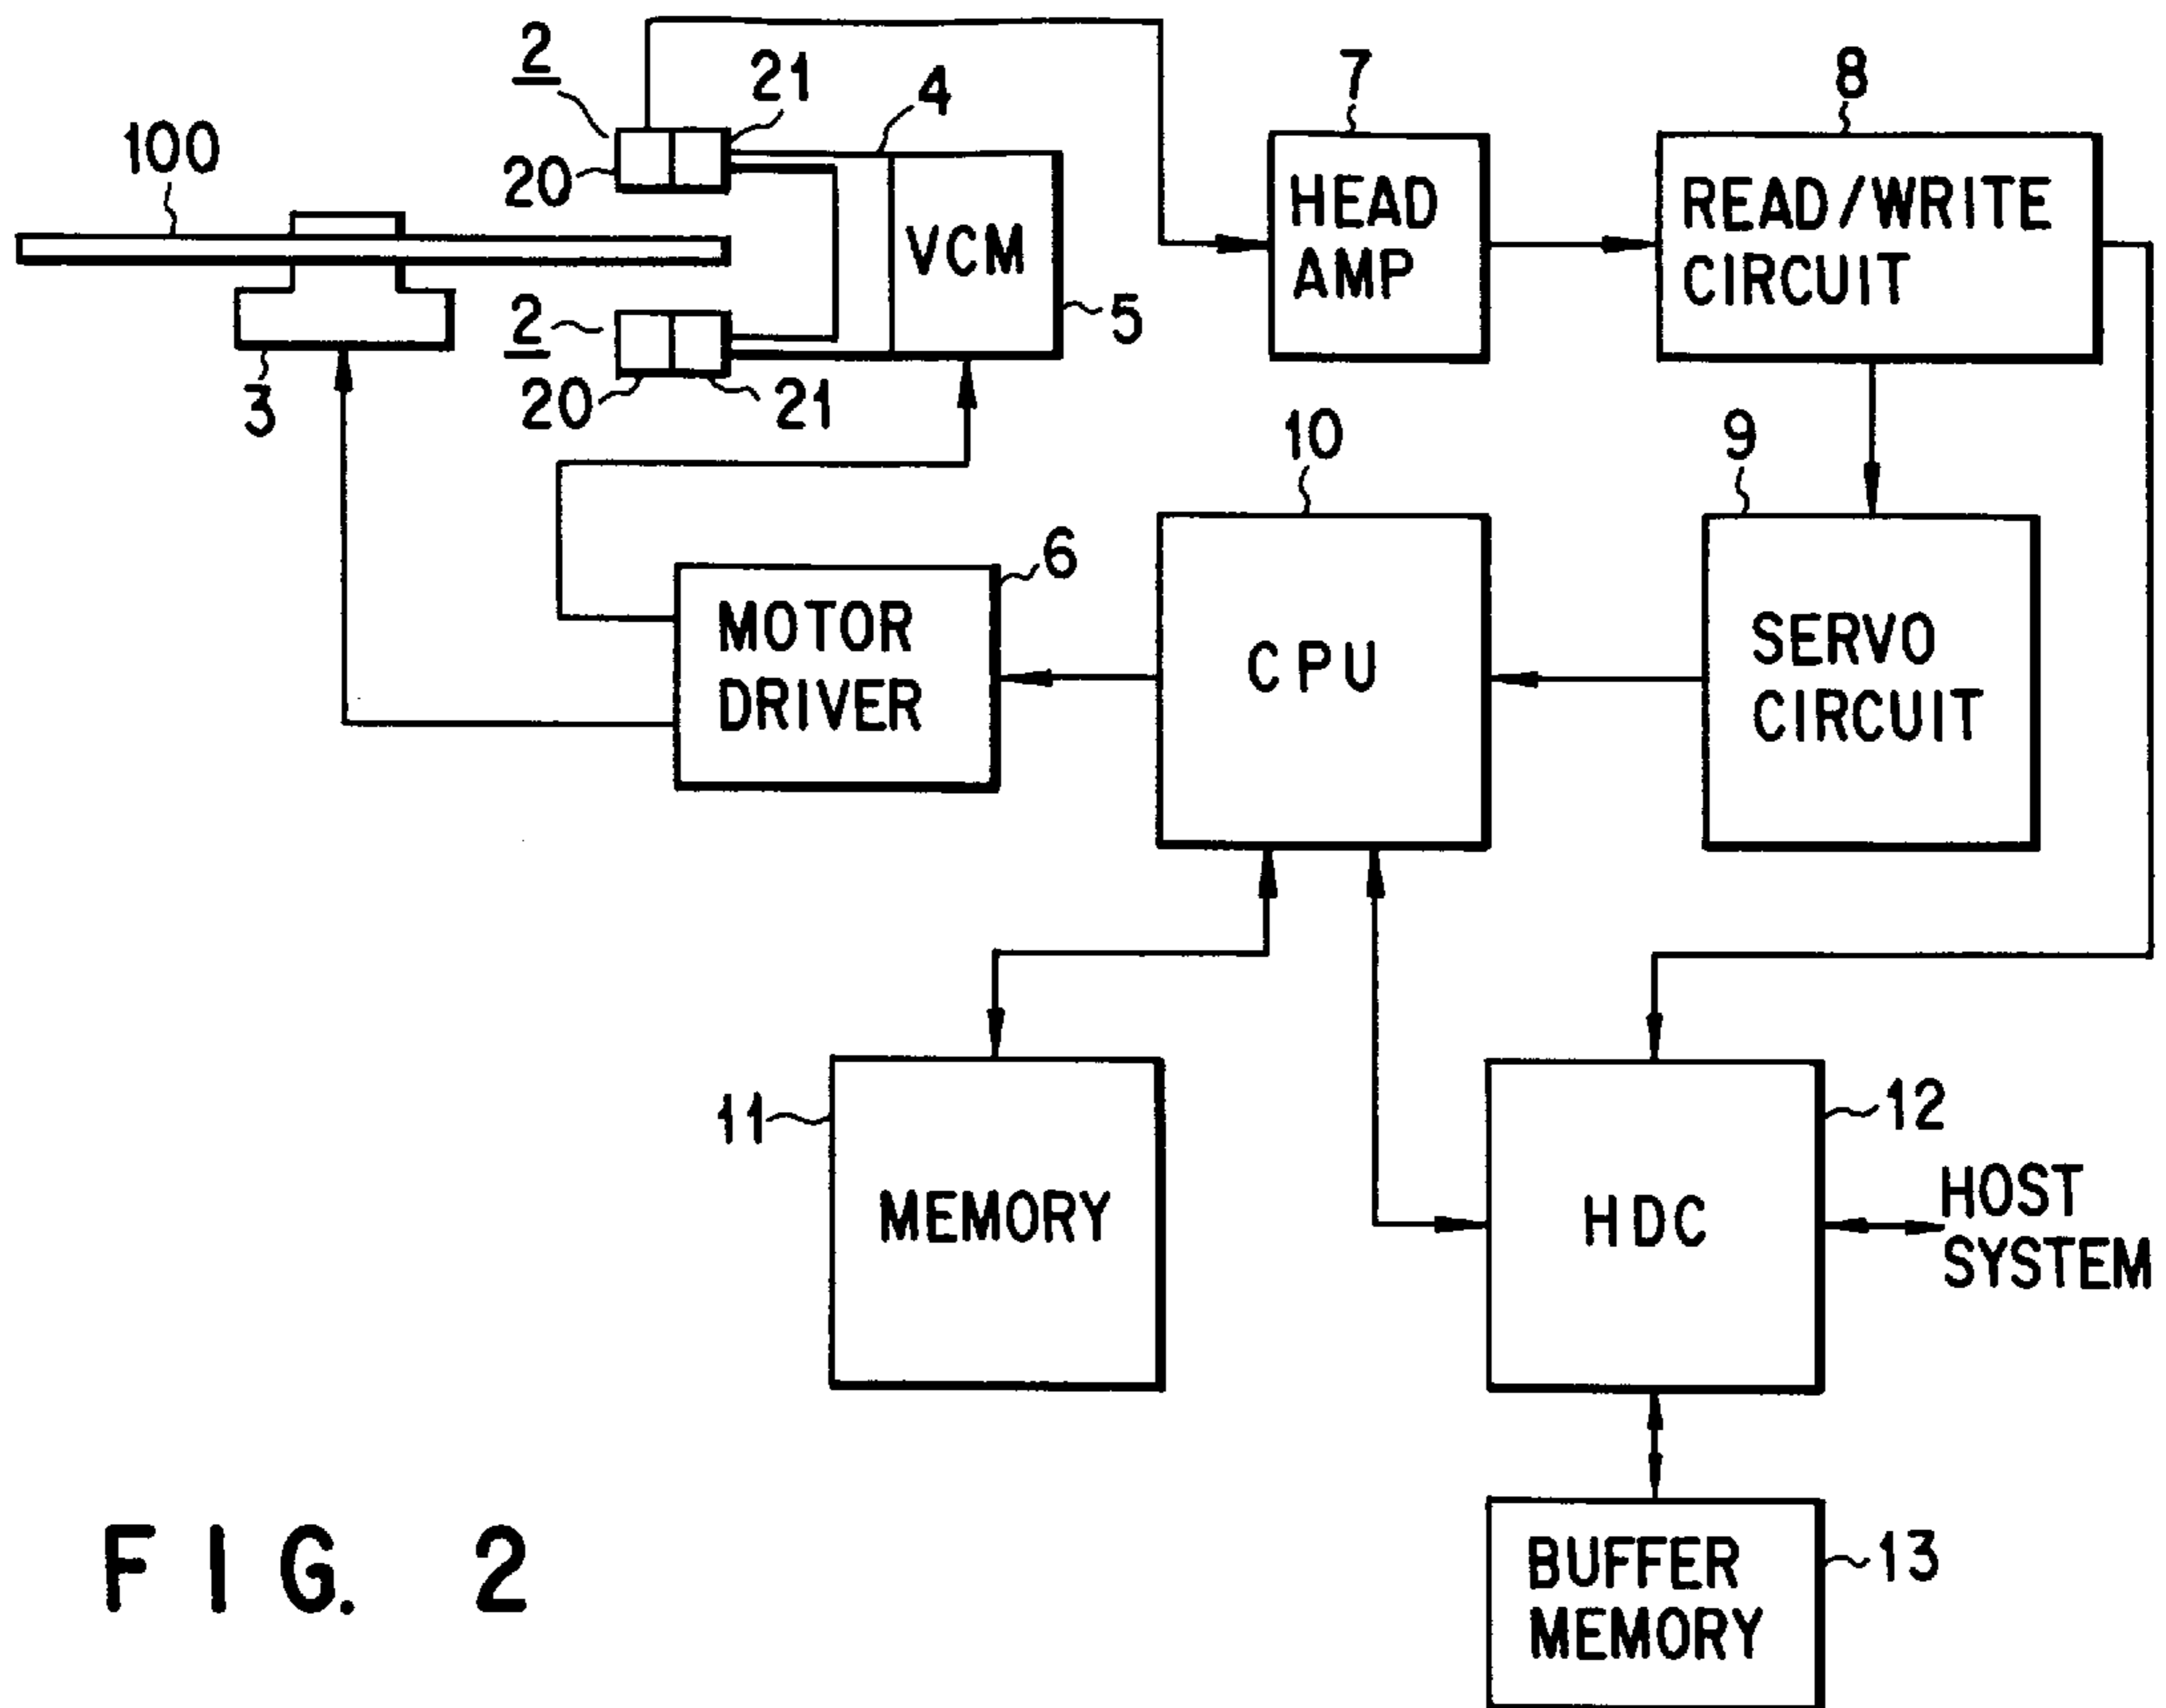 2
21
4
7
8
100
20
HEAD
AMP
READ/WRITE
CIRCUIT
VCM
2
5
3
20
21
10
9
6
MOTOR
DRIVER
CPU
SERVO
CIRCUIT
11
12
MEMORY
HDC
HOST
SYSTEM
FIG. 2
BUFFER
MEMORY
13